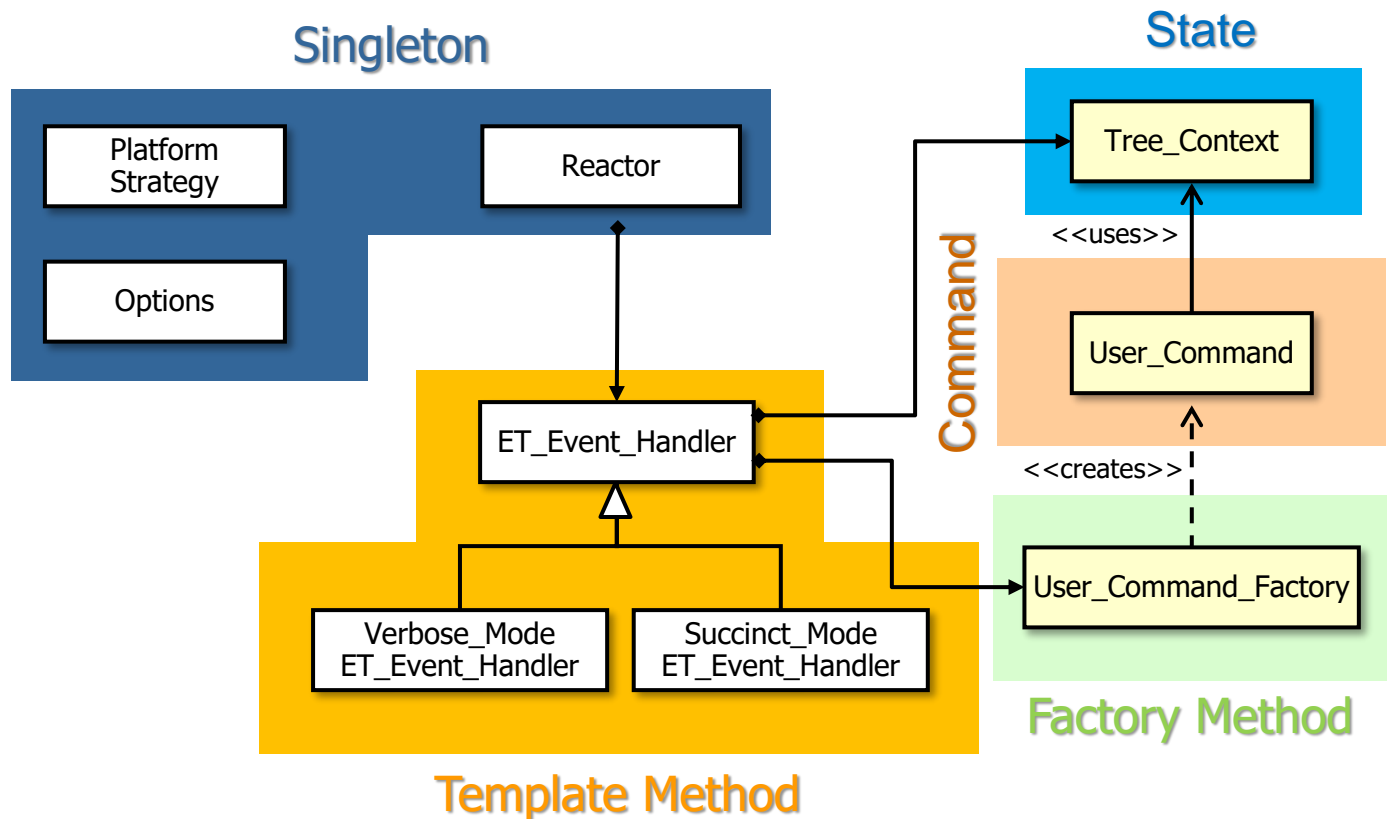 Singleton
State
Platform
Strategy
Reactor
Tree_Context
<<uses>>
Options
Command
User_Command
ET_Event_Handler
<<creates>>
User_Command_Factory
Verbose_Mode
ET_Event_Handler
Succinct_Mode
ET_Event_Handler
Factory Method
Template Method